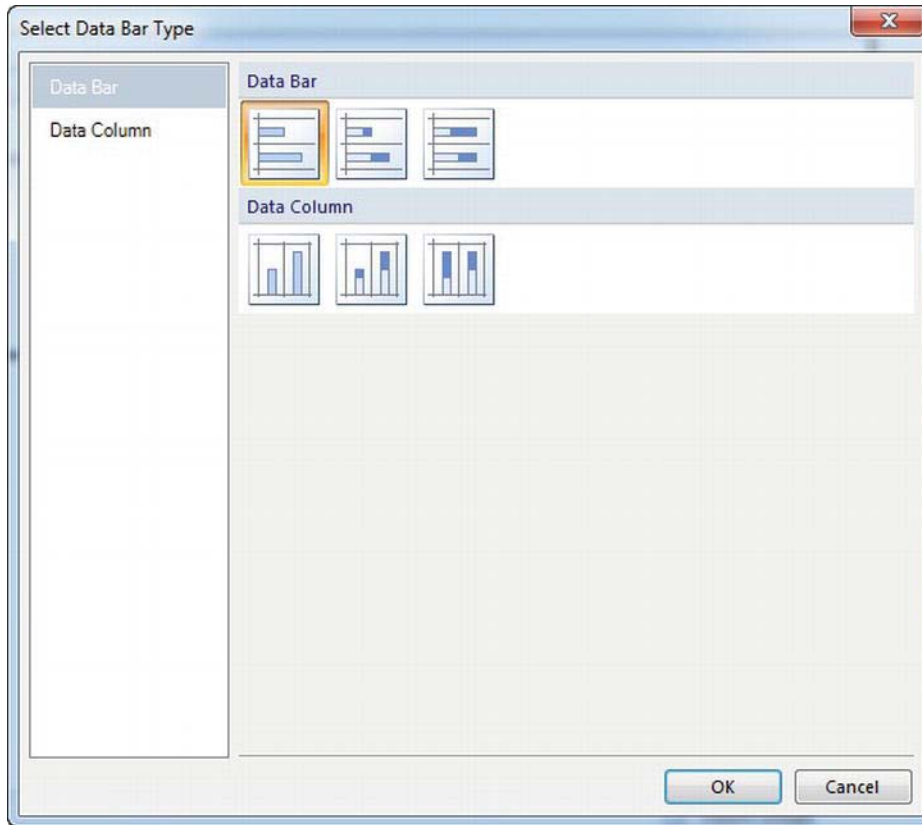 Select Data Bar Type
Data Bar
Data Column
Data Bar
Data Column
OK
Cancel